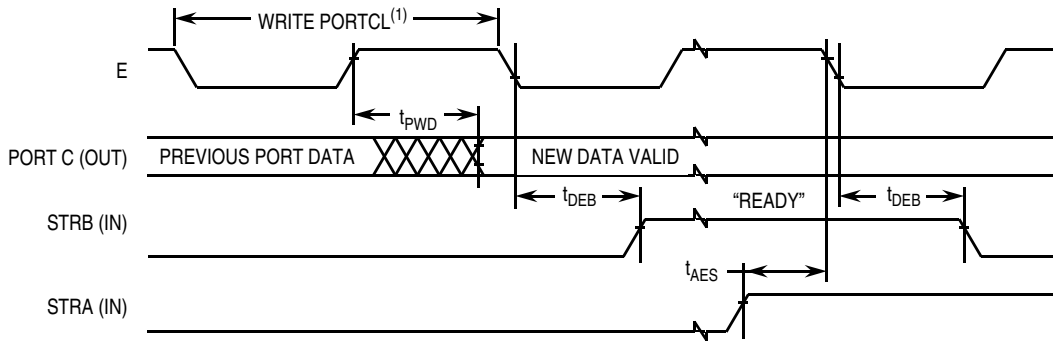 WRITE PORTCL(1)
E
tPWD
PORT C (OUT) PREVIOUS PORT DATA NEW DATA VALID
tDEB "READY" tDEB
STRB (IN)
tAES
STRA (IN)